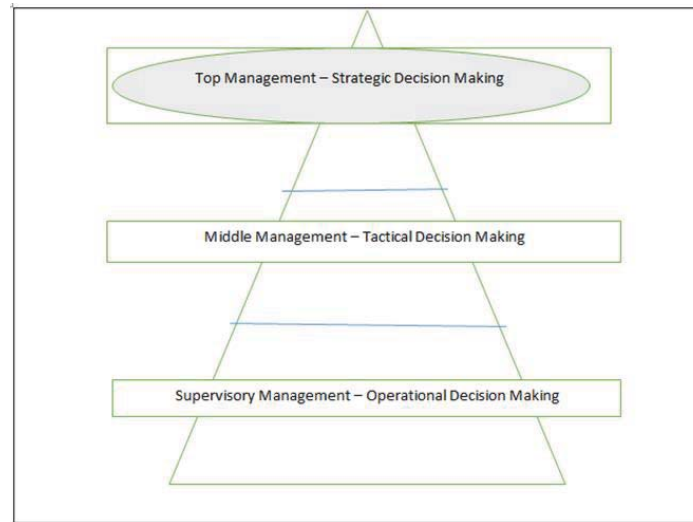 Top Management – Strategic Decision Making
Middle Management – Tactical Decision Making
Supervisory Management – Operational Decision Making